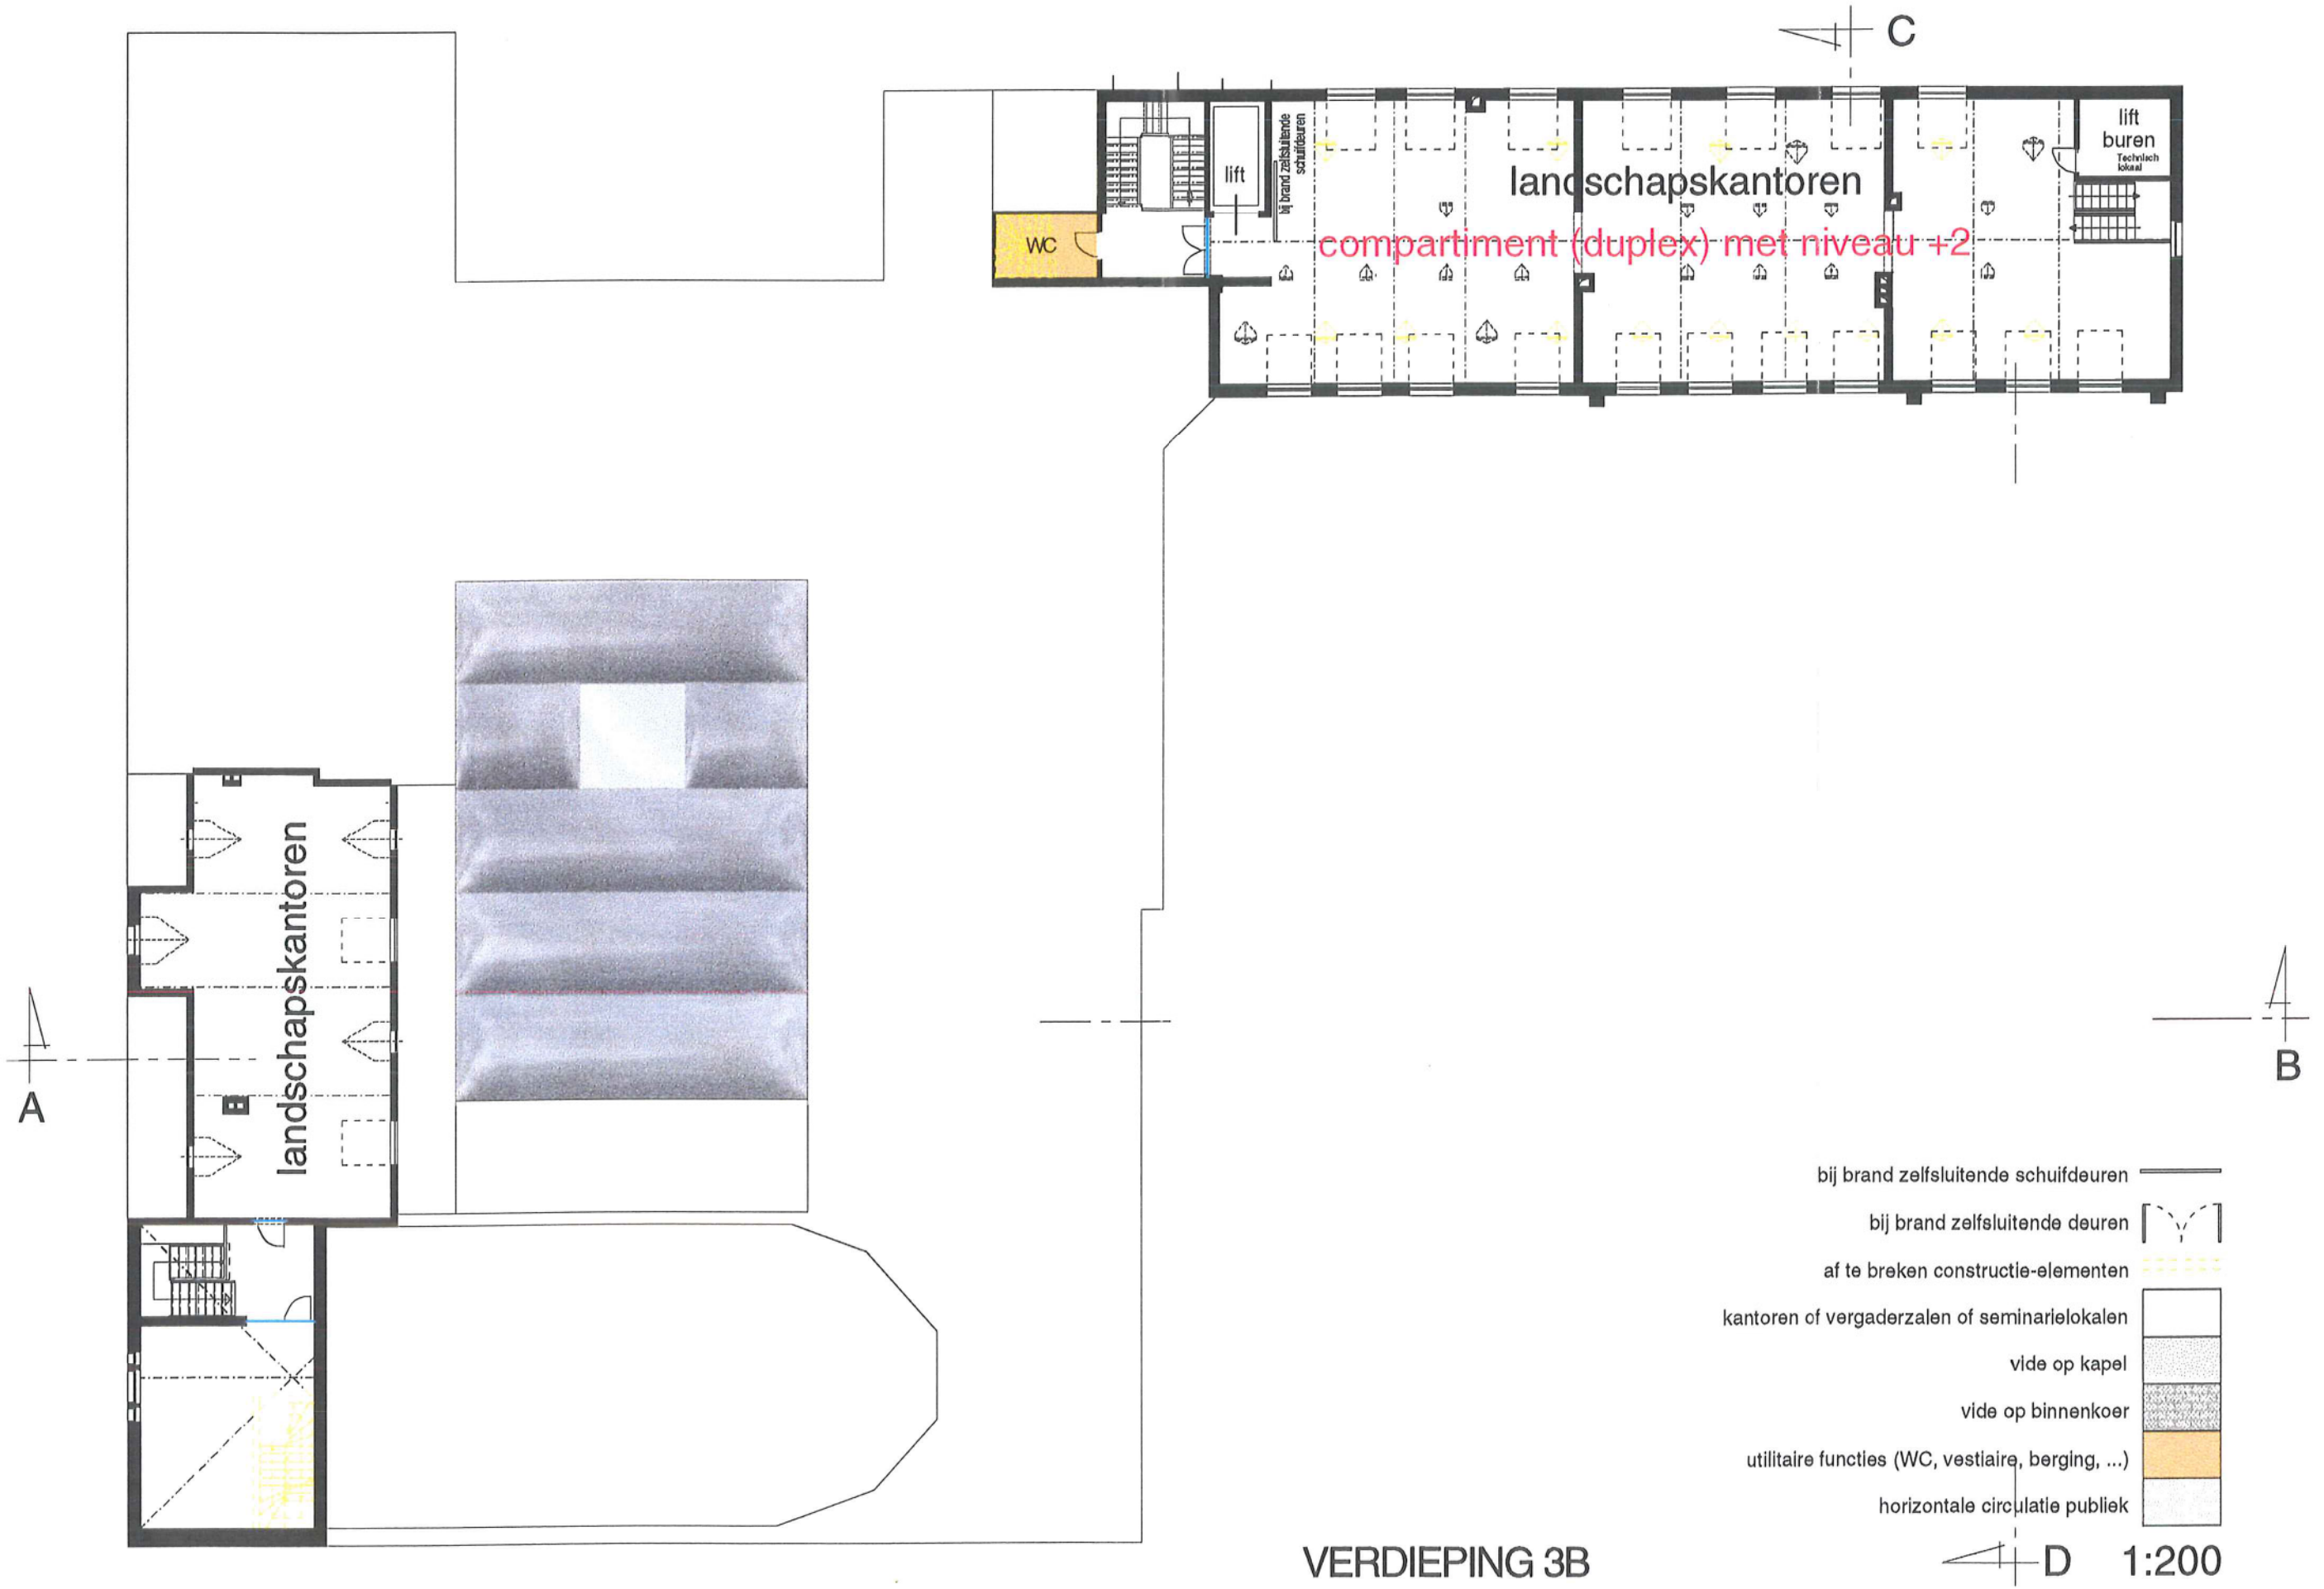 C
lift
buren
Technisch
lokaal
bij brand zelfsluitende
schuifdeuren
lift
landschapskantoren
WC
compartiment (duplex) met niveau +2
landschapskantoren
A
B
bij brand zelfsluitende schuifdeuren
bij brand zelfsluitende deuren
af te breken constructie-elementen
kantoren of vergaderzalen of seminarielokalen
vide op kapel
vide op binnenkoer
utilitaire functies (WC, vestiaire, berging, ...)
horizontale circulatie publiek
VERDIEPING 3B
D
1:200